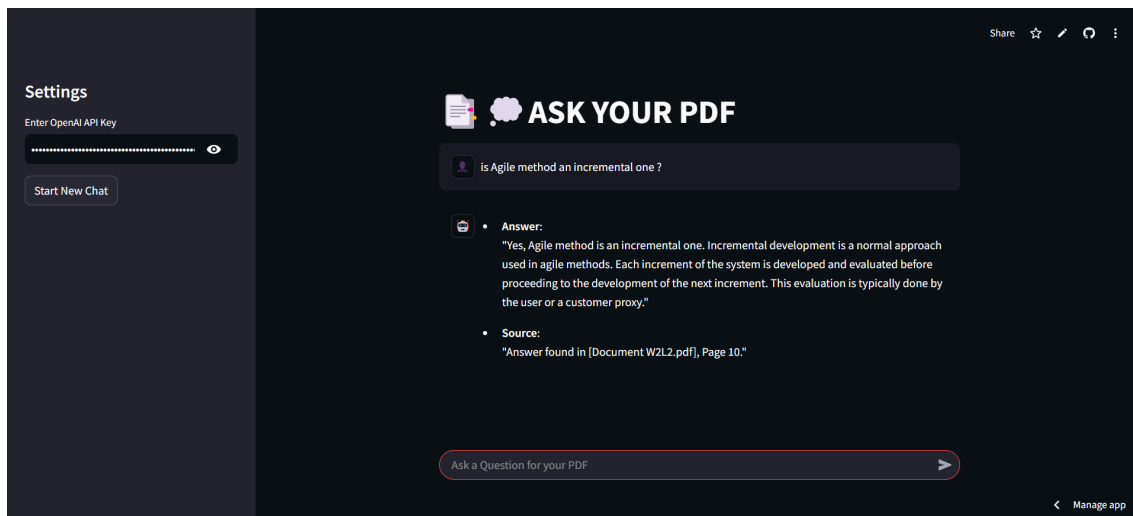 Share
Settings
Enter OpenAI API Key
Start New Chat
ASK YOUR PDF
is Agile method an incremental one ?
Answer:
"Yes, Agile method is an incremental one. Incremental development is a normal approach
used in agile methods. Each increment of the system is developed and evaluated before
proceeding to the development of the next increment. This evaluation is typically done by
the user or a customer proxy."
Source:
"Answer found in [Document W2L2.pdf], Page 10."
Ask a Question for your PDF
Manage app